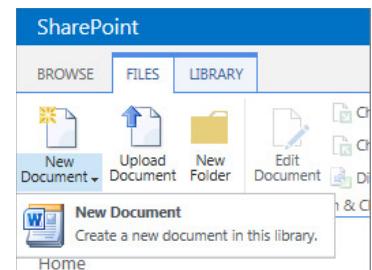 SharePoint
BROWSE FILES LIBRARY
New Document Upload Document New Folder Edit Document
New Document
Create a new document in this library.
Home